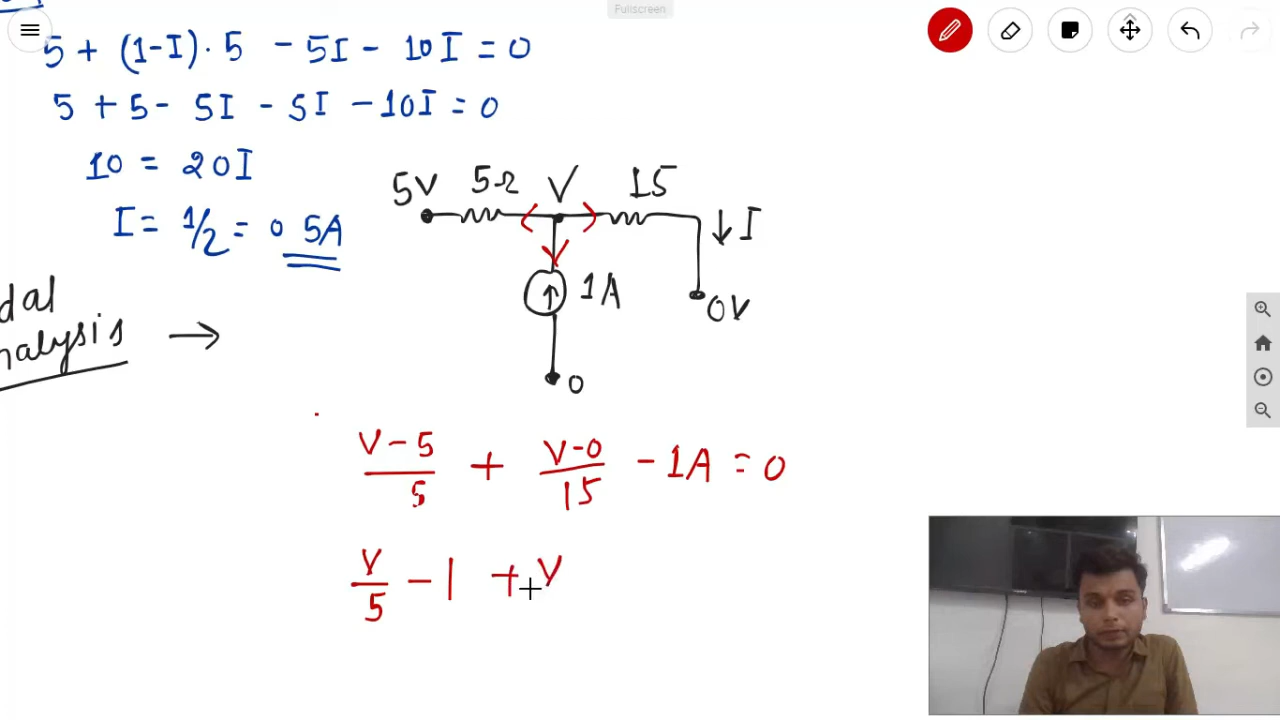 Fullscreen
5 + (1-I).5 - 5I - 10I = 0
5 + 5 - 5I - 5I - 10I = 0
10 = 20I
I = 1/2 = 0 5A
5V 5Ω V 15
↓ I
1A
0V
0
dal
nalysis →
V-5/5 + V-0/15 - 1A = 0
V/5 - 1 + V